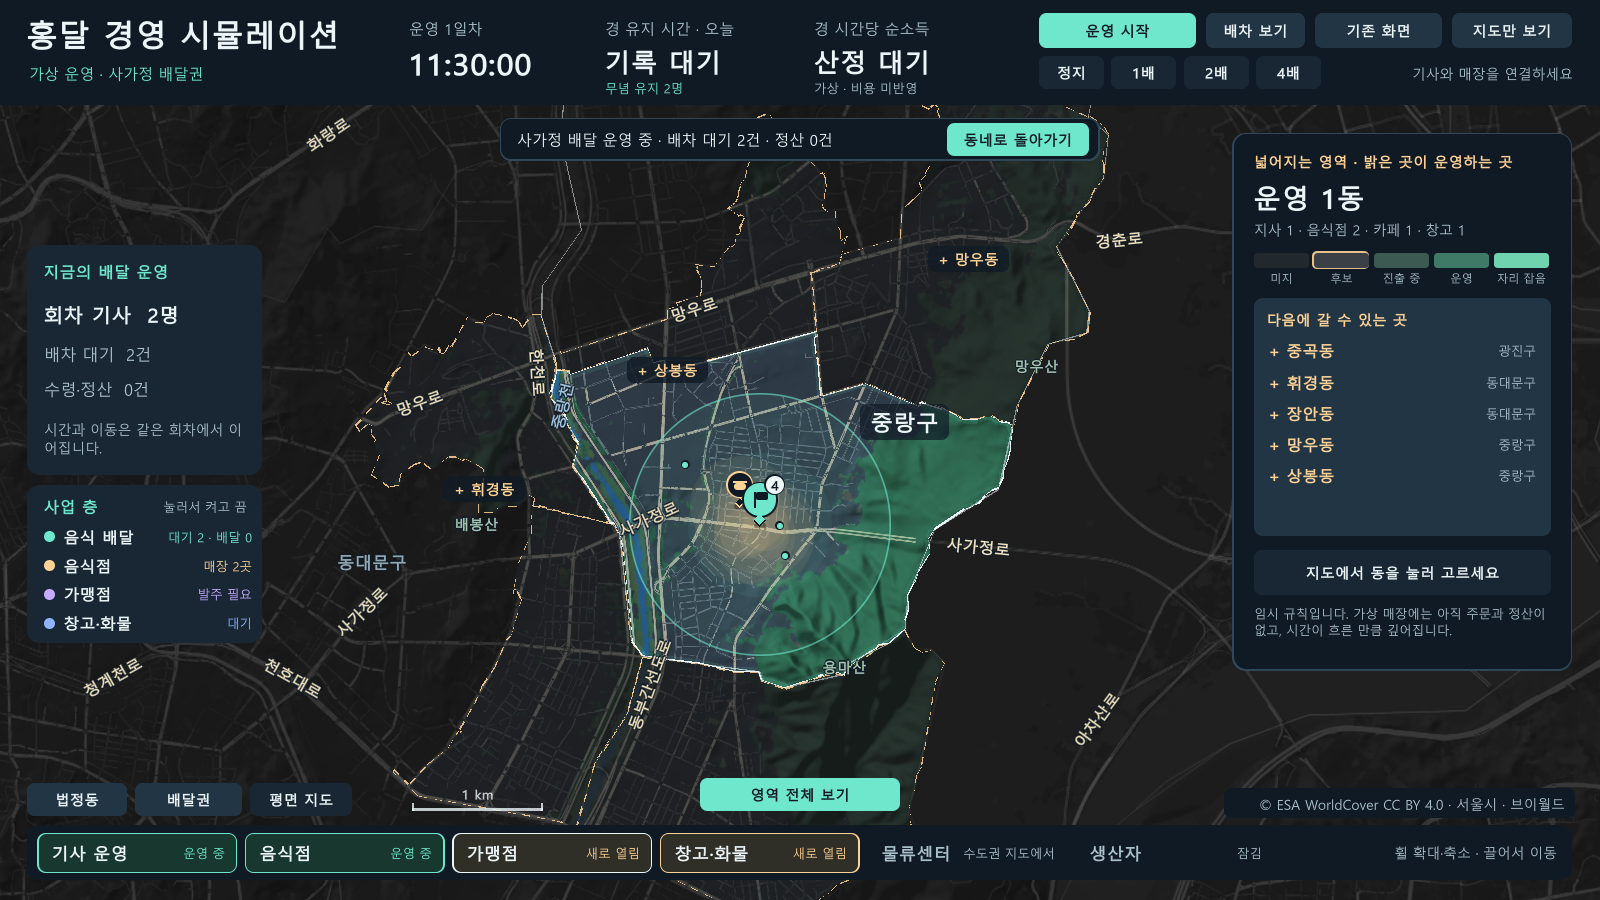 홍달 경영 시뮬레이션
가상 운영 · 사가정 배달권
운영 1일차
11:30:00
경 유지 시간 · 오늘
기록 대기
무념 유지 2명
경 시간당 순소득
산정 대기
가상 · 비용 미반영
운영 시작
배차 보기
기존 화면
지도만 보기
정지
1배
2배
4배
기사와 매장을 연결하세요
사가정 배달 운영 중 · 배차 대기 2건 · 정산 0건
동네로 돌아가기
지금의 배달 운영
회차 기사 2명
배차 대기 2건
수령·정산 0건
시간과 이동은 같은 회차에서 이
어집니다.
사업 층
눌러서 켜고 끔
음식 배달
대기 2 · 배달 0
음식점
매장 2곳
가맹점
발주 필요
창고·화물
대기
넓어지는 영역 · 밝은 곳이 운영하는 곳
운영 1동
지사 1 · 음식점 2 · 카페 1 · 창고 1
미지
후보
진출 중
운영
자리 잡음
다음에 갈 수 있는 곳
+ 중곡동
광진구
+ 휘경동
동대문구
+ 장안동
동대문구
+ 망우동
중랑구
+ 상봉동
중랑구
지도에서 동을 눌러 고르세요
임시 규칙입니다. 가상 매장에는 아직 주문과 정산이
없고, 시간이 흐른 만큼 깊어집니다.
화랑로
경춘로
+ 망우동
망우로
한천로
중랑천
+ 상봉동
망우산
망우로
중랑구
4
+ 휘경동
배봉산
사가정로
사가정로
동대문구
사가정로
청계천로
천호대로
동부간선도로
용마산
아차산로
법정동
배달권
평면 지도
1 km
영역 전체 보기
© ESA WorldCover CC BY 4.0 · 서울시 · 브이월드
기사 운영
운영 중
음식점
운영 중
가맹점
새로 열림
창고·화물
새로 열림
물류센터
수도권 지도에서
생산자
잠김
휠 확대·축소 · 끌어서 이동